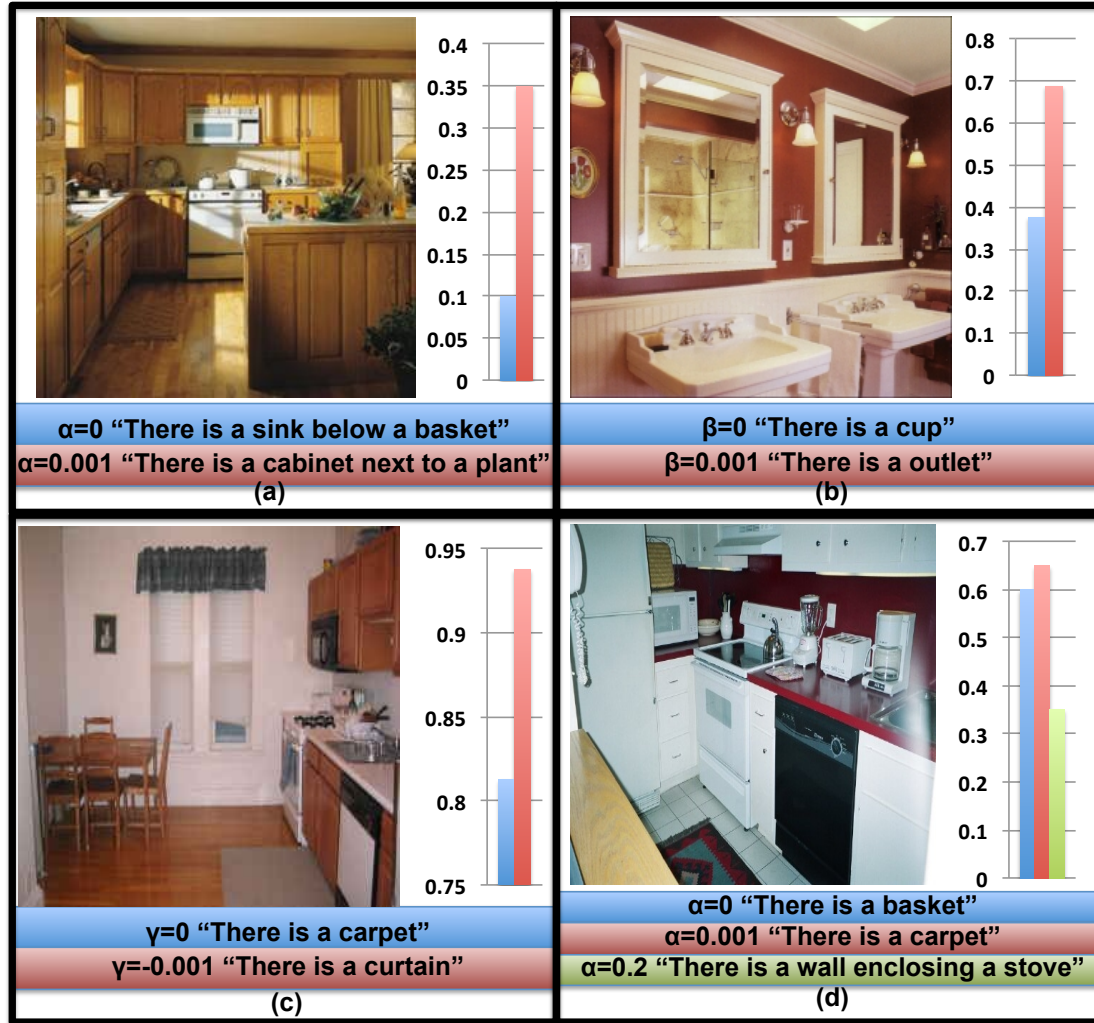 0.4
0.35
0.3
0.25
0.2
0.15
0.1
0.05
0
α=0 “There is a sink below a basket”
α=0.001 “There is a cabinet next to a plant”
(a)
0.8
0.7
0.6
0.5
0.4
0.3
0.2
0.1
0
β=0 “There is a cup”
β=0.001 “There is a outlet”
(b)
0.95
0.9
0.85
0.8
0.75
γ=0 “There is a carpet”
γ=-0.001 “There is a curtain”
(c)
0.7
0.6
0.5
0.4
0.3
0.2
0.1
0
α=0 “There is a basket”
α=0.001 “There is a carpet”
α=0.2 “There is a wall enclosing a stove”
(d)